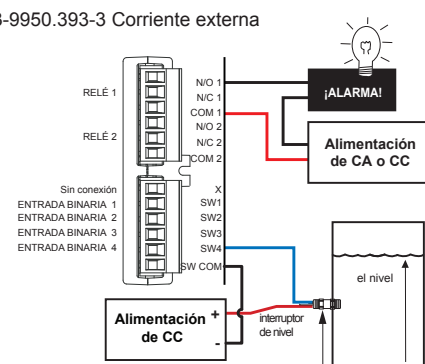 3-9950.393-3 Corriente externa
N/O 1
N/C 1
COM 1
N/O 2
N/C 2
COM 2
RELÉ 1
RELÉ 2
¡ALARMA!
Alimentación
de CA o CC
Sin conexión
ENTRADA BINARIA 1
ENTRADA BINARIA 2
ENTRADA BINARIA 3
ENTRADA BINARIA 4
X
SW1
SW2
SW3
SW4
SW COM
el nivel
Alimentación +
de CC -
interruptor
de nivel